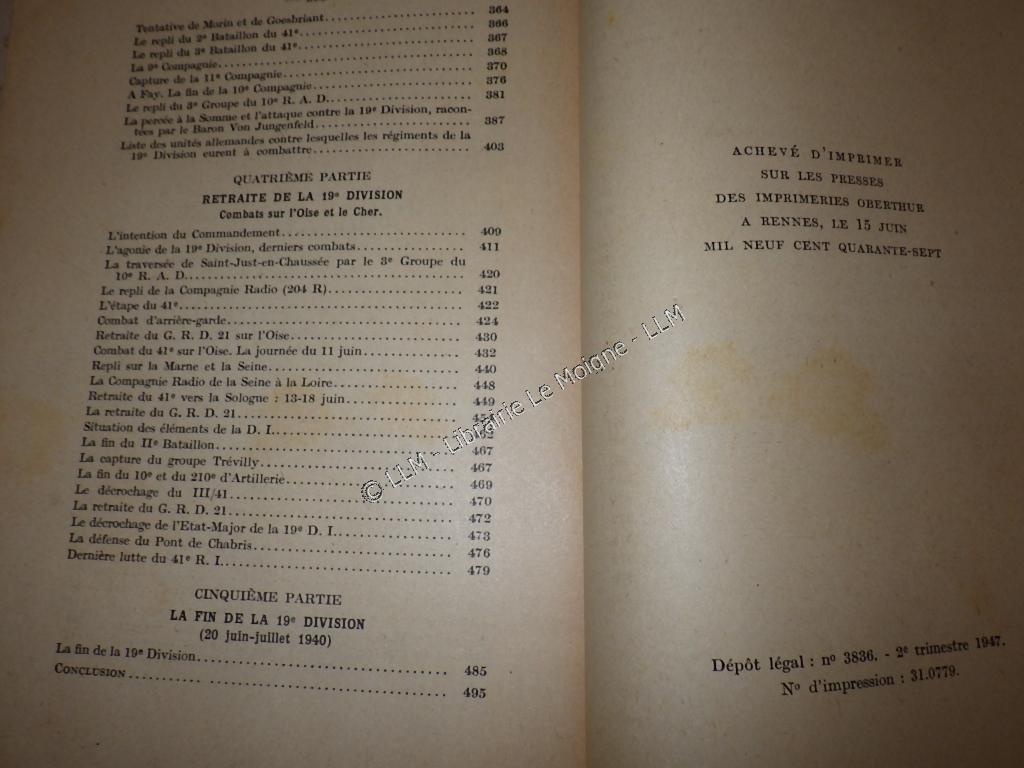 Tentative de Morin et de Goesbriant.......... 364
Le repli du 2e Bataillon du 41e.......... 366
Le repli du 3e Bataillon du 41e.......... 367
La 9e Compagnie.......... 368
Capture de la 11e Compagnie.......... 370
A Fay. La fin de la 10e Compagnie.......... 376
Le repli du 3e Groupe du 10e R. A. D.......... 381
La percée à la Somme et l'attaque contre la 19e Division, racon-
tées par le Baron Von Jungenfeld.......... 387
Liste des unités allemandes contre lesquelles les régiments de la
19e Division eurent à combattre.......... 403
QUATRIÈME PARTIE
RETRAITE DE LA 19e DIVISION
Combats sur l'Oise et le Cher.
L'intention du Commandement.......... 409
L'agonie de la 19e Division, derniers combats.......... 411
La traversée de Saint-Just-en-Chaussée par le 3e Groupe du
10e R. A. D.......... 420
Le repli de la Compagnie Radio (204 R).......... 421
L'étape du 41e.......... 422
Combat d'arrière-garde.......... 424
Retraite du G. R. D. 21 sur l'Oise.......... 430
Combat du 41e sur l'Oise. La journée du 11 juin.......... 432
Repli sur la Marne et la Seine.......... 440
La Compagnie Radio de la Seine à la Loire.......... 448
Retraite du 41e vers la Sologne : 13-18 juin.......... 449
La retraite du G. R. D. 21..........
Situation des éléments de la D. I..........
La fin du IIe Bataillon.......... 467
La capture du groupe Trévilly.......... 467
La fin du 10e et du 210e d'Artillerie.......... 469
Le décrochage du III/41.......... 470
La retraite du G. R. D. 21.......... 472
Le décrochage de l'Etat-Major de la 19e D. I.......... 473
La défense du Pont de Chabris.......... 476
Dernière lutte du 41e R. I.......... 479
CINQUIÈME PARTIE
LA FIN DE LA 19e DIVISION
(20 juin-juillet 1940)
La fin de la 19e Division.......... 485
CONCLUSION.......... 495
ACHEVÉ D'IMPRIMER
SUR LES PRESSES
DES IMPRIMERIES OBERTHUR
A RENNES, LE 15 JUIN
MIL NEUF CENT QUARANTE-SEPT
Dépôt légal : no 3836. - 2e trimestre 1947.
No d'impression : 31.0779.
© LLM - Librairie Le Moigne - LLM